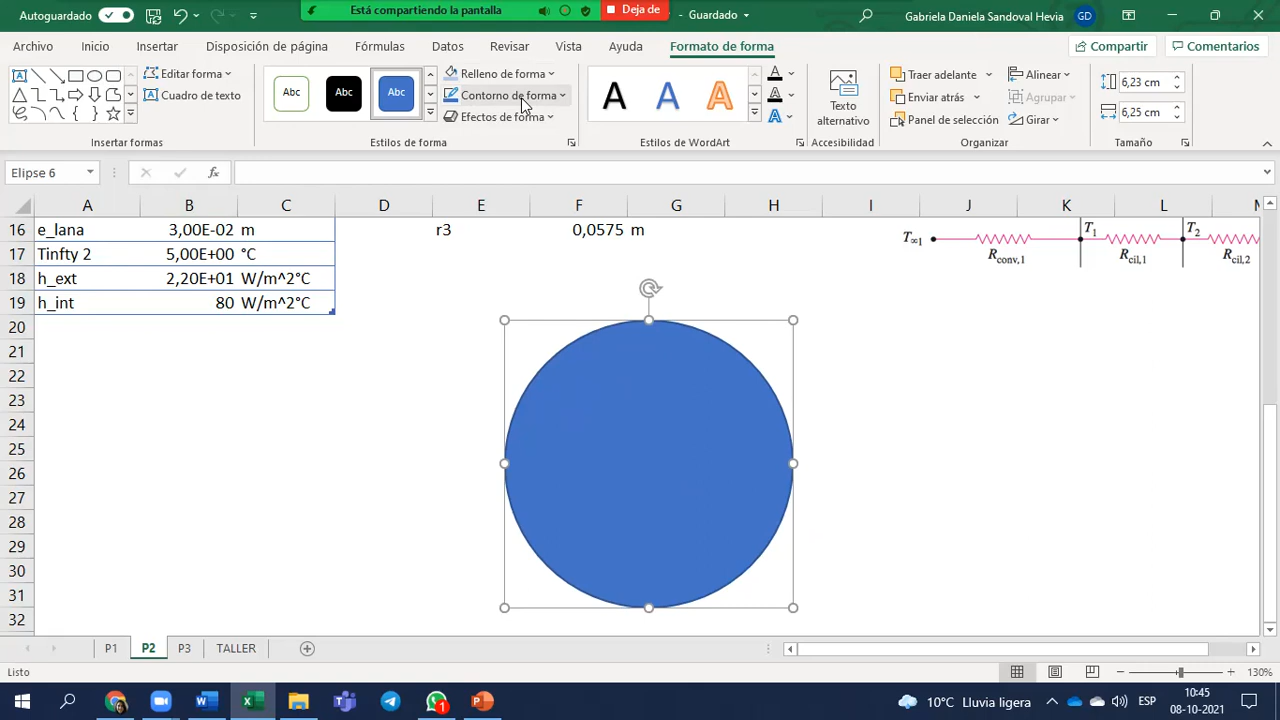 Autoguardado
Está compartiendo la pantalla
Deja de
- Guardado
Gabriela Daniela Sandoval Hevia
GD
Archivo
Inicio
Insertar
Disposición de página
Fórmulas
Datos
Revisar
Vista
Ayuda
Formato de forma
Compartir
Comentarios
Editar forma
Cuadro de texto
Insertar formas
Abc
Abc
Abc
Relleno de forma
Contorno de forma
Efectos de forma
Estilos de forma
A
A
A
A
A
A
Estilos de WordArt
Texto
alternativo
Accesibilidad
Traer adelante
Enviar atrás
Panel de selección
Alinear
Agrupar
Girar
Organizar
6,23 cm
6,25 cm
Tamaño
Elipse 6
fx
A B C D E F G H I J K L M
16 e_lana 3,00E-02 m r3 0,0575 m
17 Tinfty 2 5,00E+00 °C
18 h_ext 2,20E+01 W/m^2°C
19 h_int 80 W/m^2°C
20
21
22
23
24
25
26
27
28
29
30
31
32
T1 T2
T∞1
Rconv,1 Rcil,1 Rcil,2
P1 P2 P3 TALLER
Listo
130%
1
10°C Lluvia ligera
ESP
10:45
08-10-2021